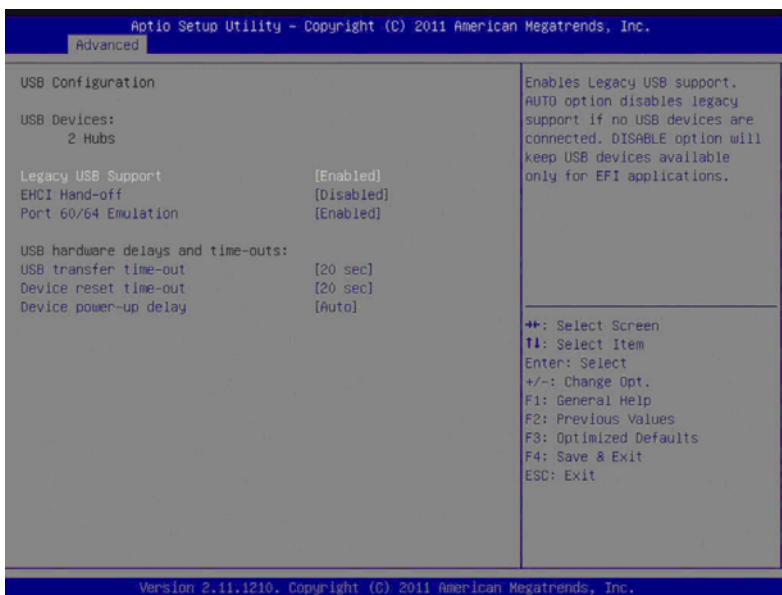 Aptio Setup Utility – Copyright (C) 2011 American Megatrends, Inc.
Advanced
USB Configuration
USB Devices:
2 Hubs
Legacy USB Support [Enabled]
EHCI Hand-off [Disabled]
Port 60/64 Emulation [Enabled]
USB hardware delays and time-outs:
USB transfer time-out [20 sec]
Device reset time-out [20 sec]
Device power-up delay [Auto]
Enables Legacy USB support.
AUTO option disables legacy
support if no USB devices are
connected. DISABLE option will
keep USB devices available
only for EFI applications.
→←: Select Screen
↑↓: Select Item
Enter: Select
+/-: Change Opt.
F1: General Help
F2: Previous Values
F3: Optimized Defaults
F4: Save & Exit
ESC: Exit
Version 2.11.1210. Copyright (C) 2011 American Megatrends, Inc.